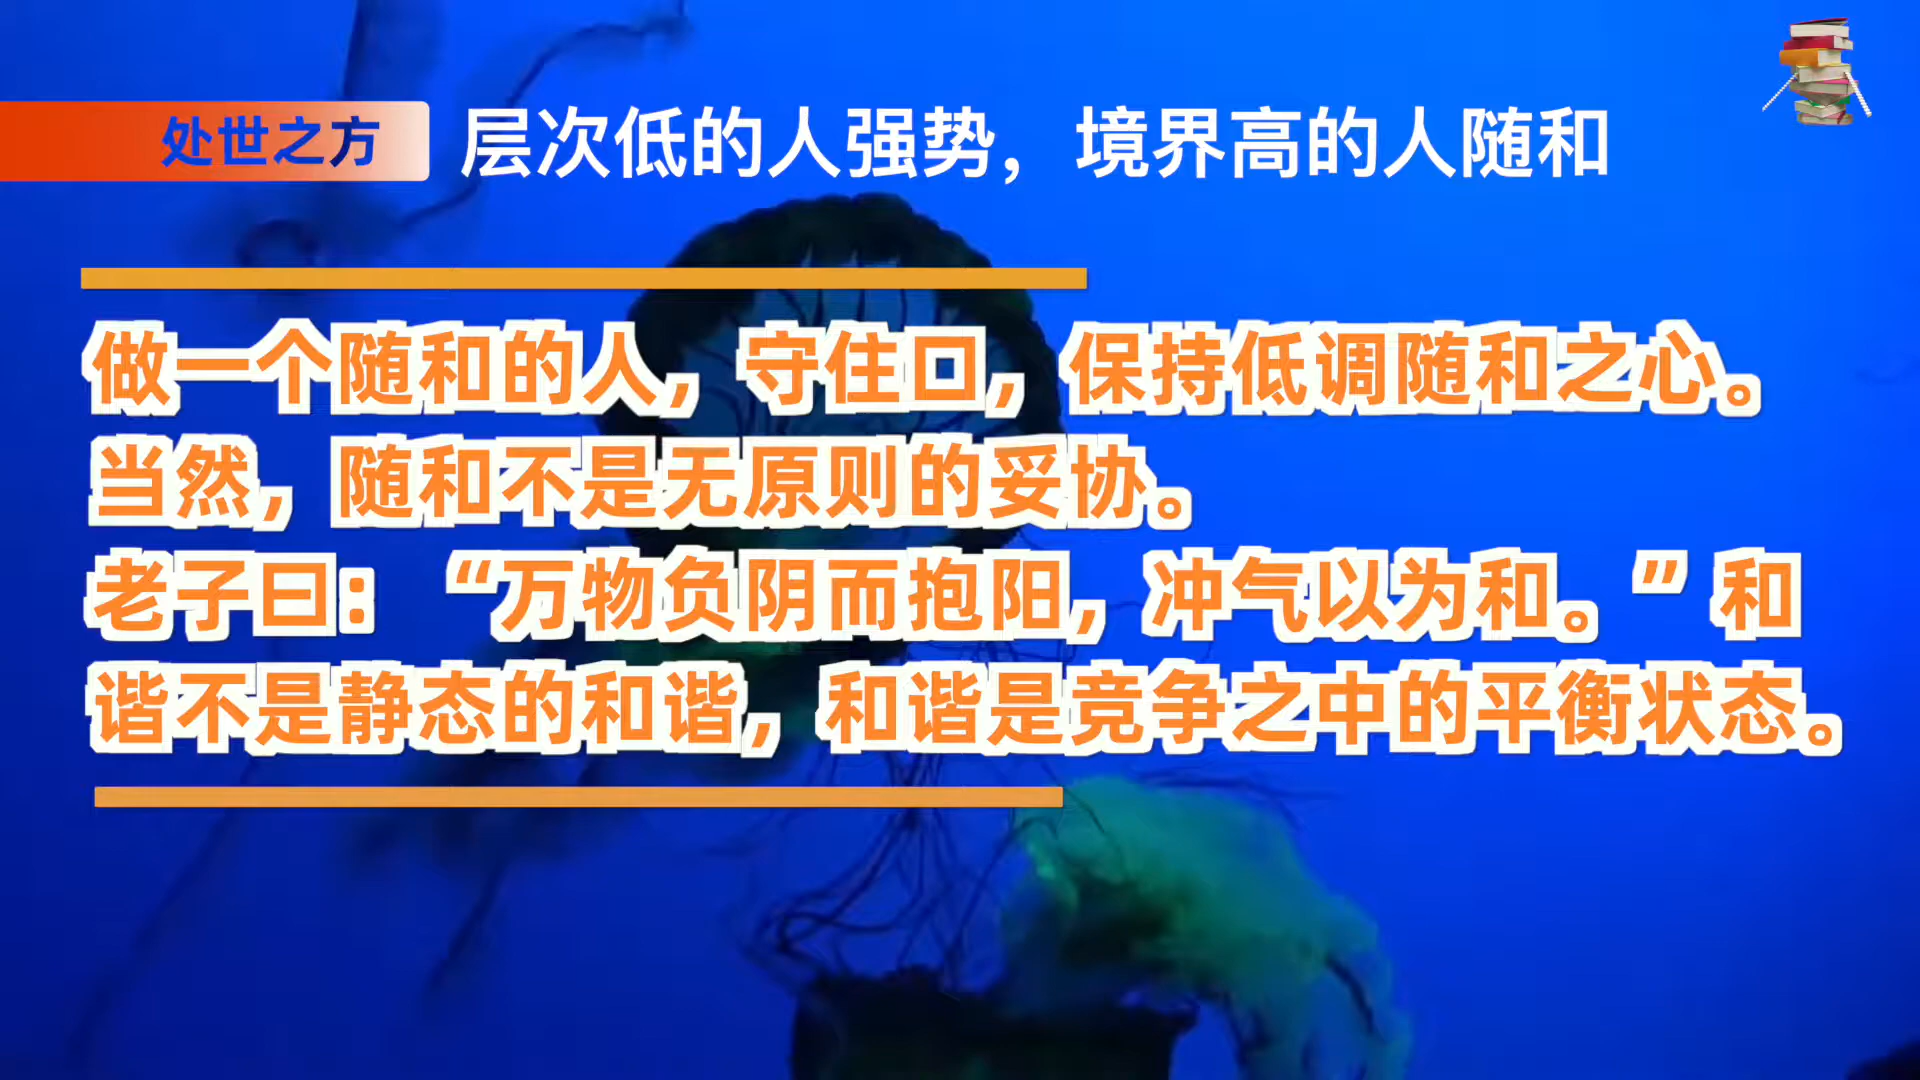 处世之方
层次低的人强势，境界高的人随和
做一个随和的人，守住口，保持低调随和之心。
当然，随和不是无原则的妥协。
老子曰：“万物负阴而抱阳，冲气以为和。”和
谐不是静态的和谐，和谐是竞争之中的平衡状态。